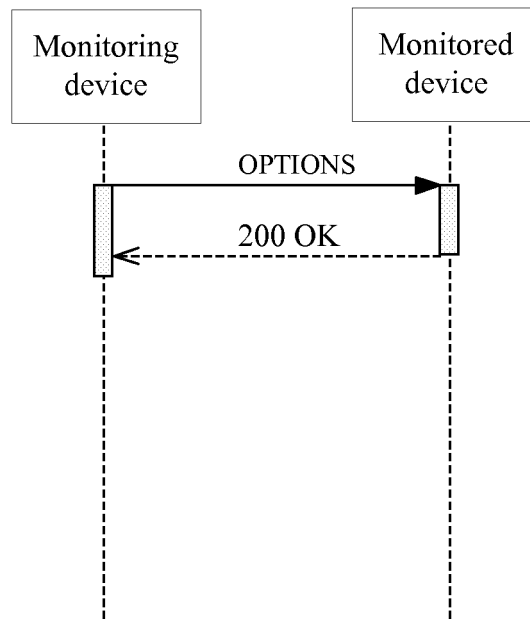 Monitoring
device
Monitored
device
OPTIONS
200 OK